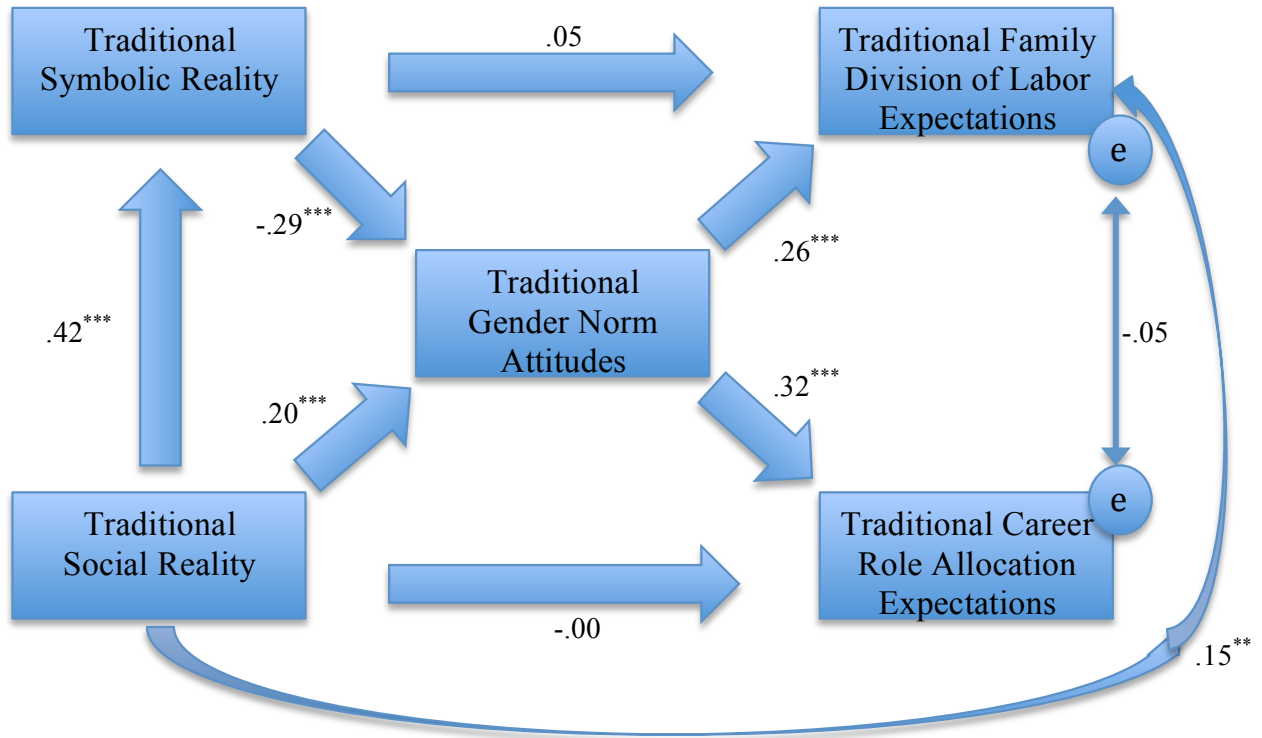 Traditional
Symbolic Reality
.05
Traditional Family
Division of Labor
Expectations
e
-.29***
.26***
Traditional
Gender Norm
Attitudes
.42***
-.05
.20***
.32***
Traditional
Social Reality
Traditional Career
Role Allocation
Expectations
e
-.00
.15**